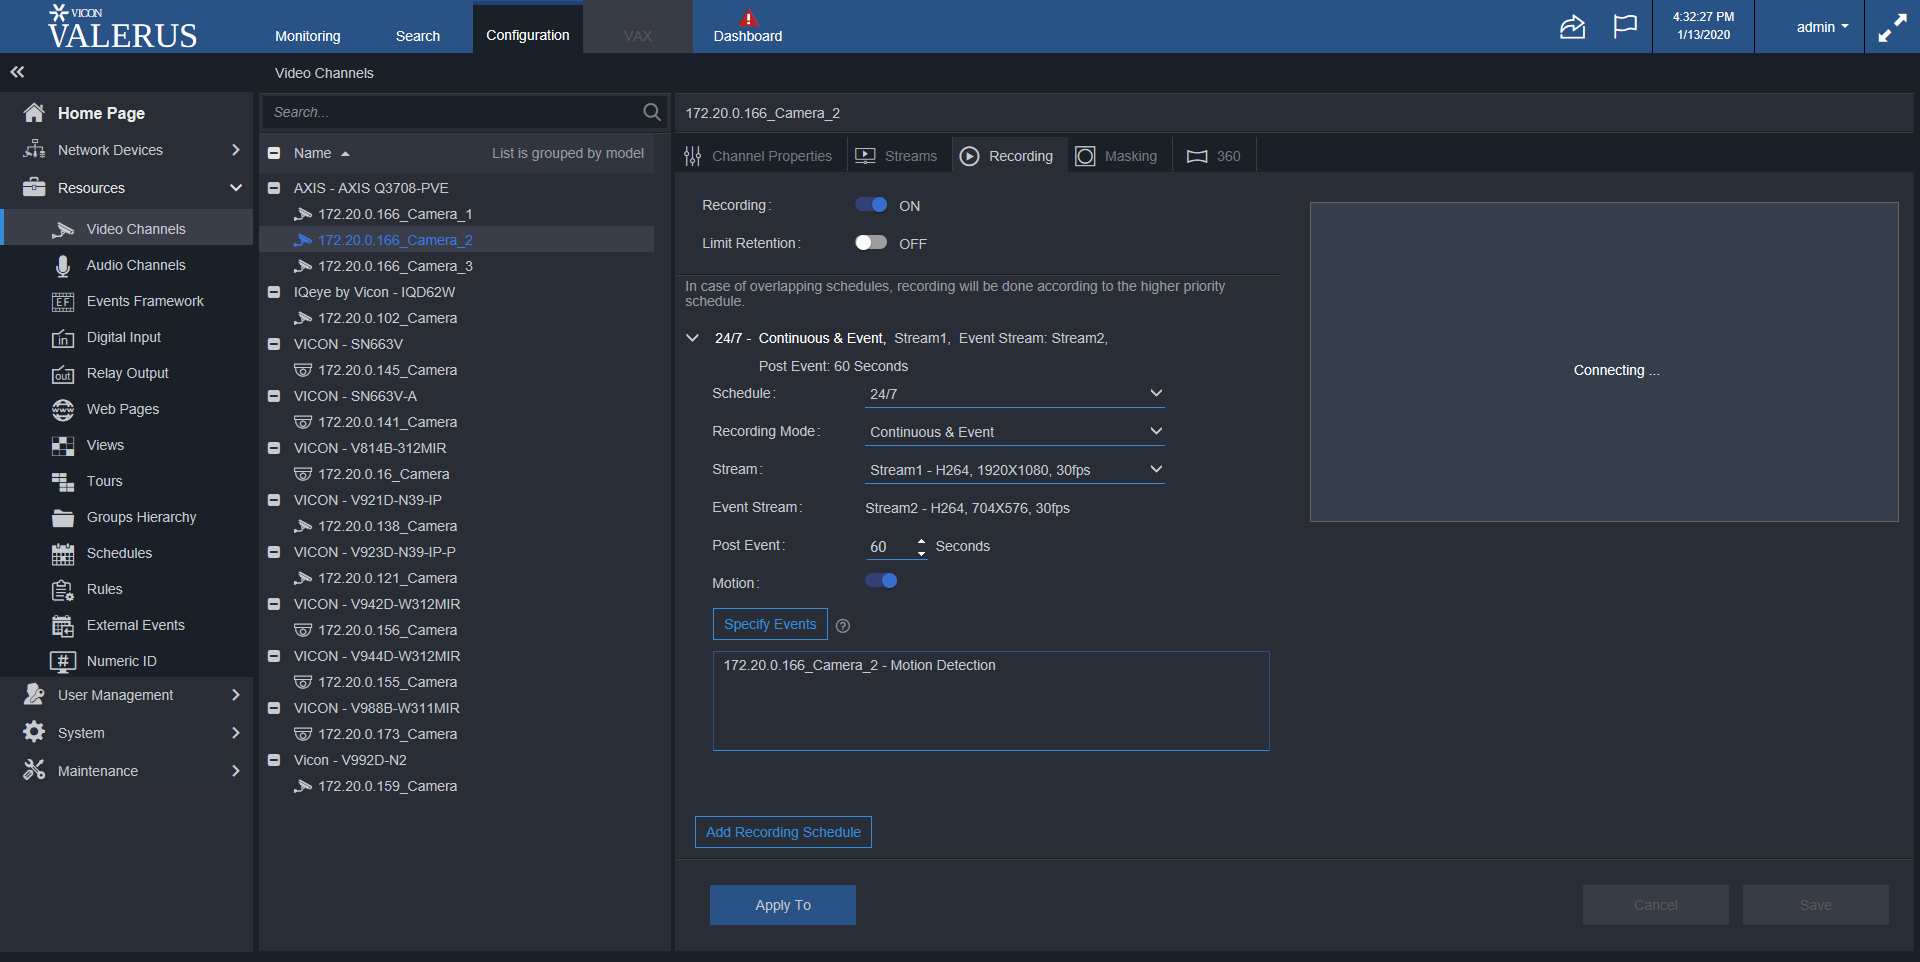 VICON
VALERUS
Monitoring
Search
Configuration
VAX
Dashboard
4:32:27 PM
1/13/2020
admin
Video Channels
Home Page
Network Devices
Resources
Video Channels
Audio Channels
EF
Events Framework
in
Digital Input
out
Relay Output
www
Web Pages
Views
Tours
Groups Hierarchy
Schedules
Rules
External Events
#
Numeric ID
User Management
System
Maintenance
Search...
Name
List is grouped by model
AXIS - AXIS Q3708-PVE
172.20.0.166_Camera_1
172.20.0.166_Camera_2
172.20.0.166_Camera_3
IQeye by Vicon - IQD62W
172.20.0.102_Camera
VICON - SN663V
172.20.0.145_Camera
VICON - SN663V-A
172.20.0.141_Camera
VICON - V814B-312MIR
172.20.0.16_Camera
VICON - V921D-N39-IP
172.20.0.138_Camera
VICON - V923D-N39-IP-P
172.20.0.121_Camera
VICON - V942D-W312MIR
172.20.0.156_Camera
VICON - V944D-W312MIR
172.20.0.155_Camera
VICON - V988B-W311MIR
172.20.0.173_Camera
Vicon - V992D-N2
172.20.0.159_Camera
172.20.0.166_Camera_2
Channel Properties
Streams
Recording
Masking
360
Recording: ON
Limit Retention: OFF
In case of overlapping schedules, recording will be done according to the higher priority
schedule.
24/7 - Continuous & Event, Stream1, Event Stream: Stream2,
Post Event: 60 Seconds
Schedule: 24/7
Recording Mode: Continuous & Event
Stream: Stream1 - H264, 1920X1080, 30fps
Event Stream: Stream2 - H264, 704X576, 30fps
Post Event: 60 Seconds
Motion:
Specify Events ?
172.20.0.166_Camera_2 - Motion Detection
Add Recording Schedule
Connecting ...
Apply To
Cancel
Save